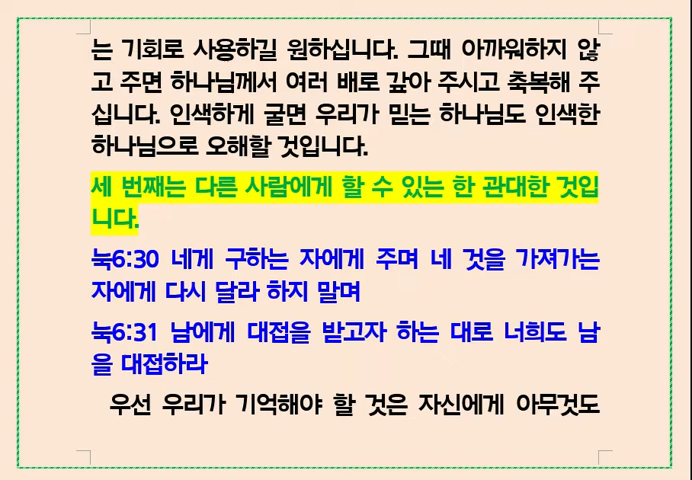 는 기회로 사용하길 원하십니다. 그때 아까워하지 않
고 주면 하나님께서 여러 배로 갚아 주시고 축복해 주
십니다. 인색하게 굴면 우리가 믿는 하나님도 인색한
하나님으로 오해할 것입니다.
세 번째는 다른 사람에게 할 수 있는 한 관대한 것입
니다.
눅6:30 네게 구하는 자에게 주며 네 것을 가져가는
자에게 다시 달라 하지 말며
눅6:31 남에게 대접을 받고자 하는 대로 너희도 남
을 대접하라
우선 우리가 기억해야 할 것은 자신에게 아무것도